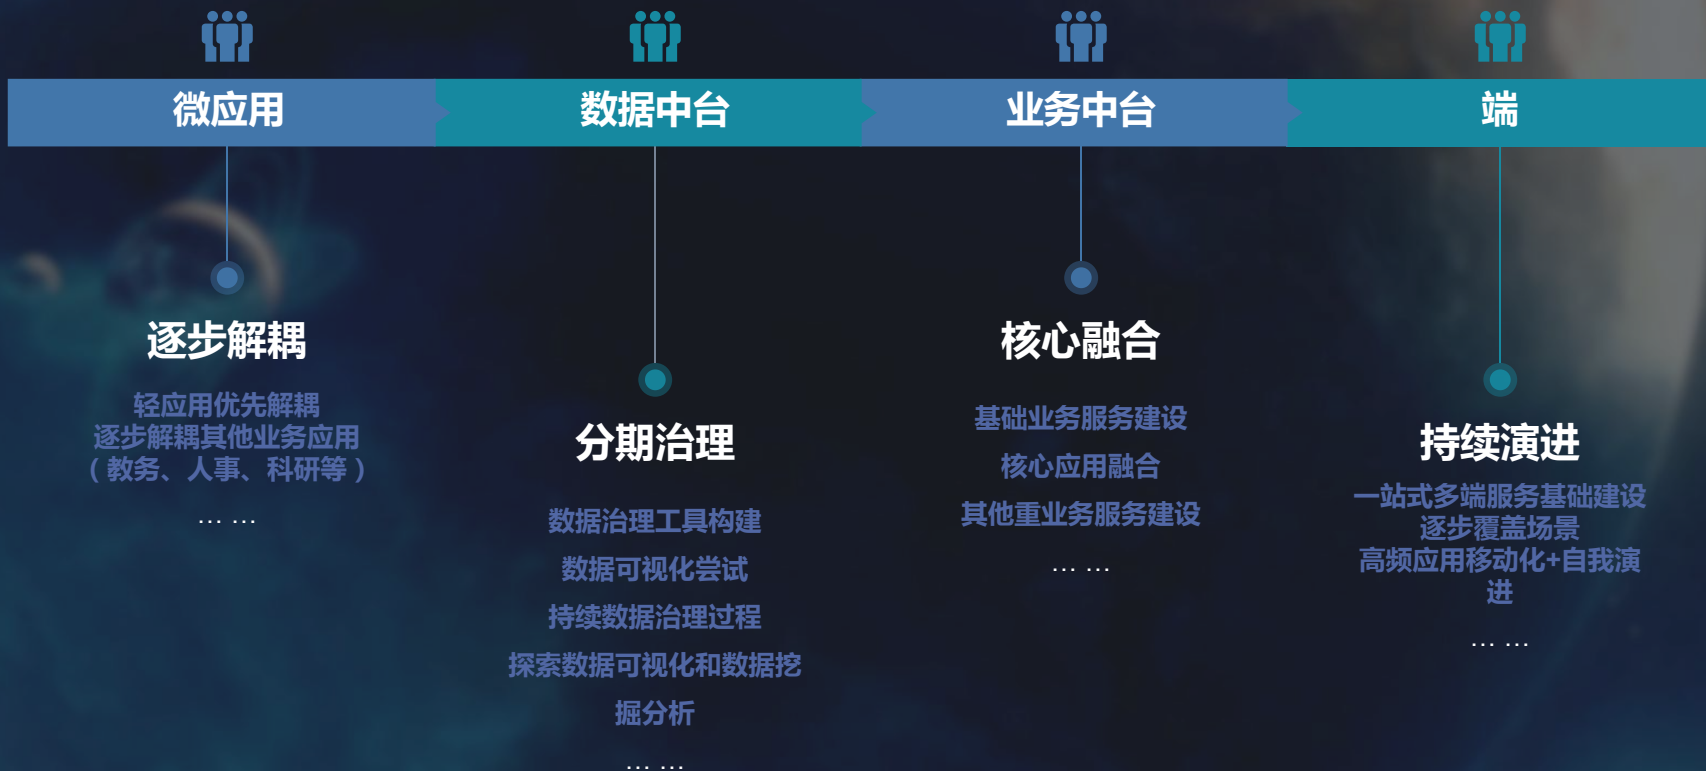 微应用
数据中台
业务中台
端
逐步解耦
轻应用优先解耦
逐步解耦其他业务应用
（教务、人事、科研等）
... ...
分期治理
数据治理工具构建
数据可视化尝试
持续数据治理过程
探索数据可视化和数据挖
掘分析
... ...
核心融合
基础业务服务建设
核心应用融合
其他重业务服务建设
... ...
持续演进
一站式多端服务基础建设
逐步覆盖场景
高频应用移动化+自我演
进
... ...